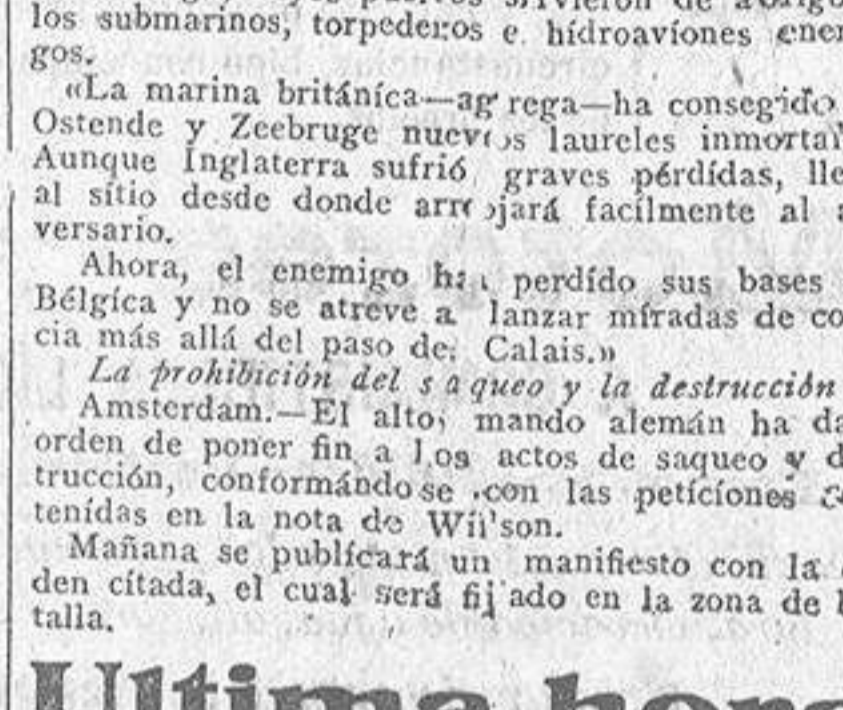 los submarinos, torpederos e hidroaviones ene
gos.
«La marina británica—agrega—ha consegido
Ostende y Zeebruge nuevos laureles inmorta
Aunque Inglaterra sufrió graves pérdidas, lle
al sitio desde donde arrojará facilmente al a
versario.
Ahora, el enemigo ha perdido sus bases
Bélgica y no se atreve a lanzar miradas de co
cia más allá del paso de Calais.»
La prohibición del saqueo y la destrucción
Amsterdam.—El alto, mando alemán ha da
orden de poner fin a los actos de saqueo y d
trucción, conformándose con las peticiones c
tenidas en la nota de Wilson.
Mañana se publicará un manifiesto con la
den citada, el cual será fijado en la zona de b
talla.
Ultima hora